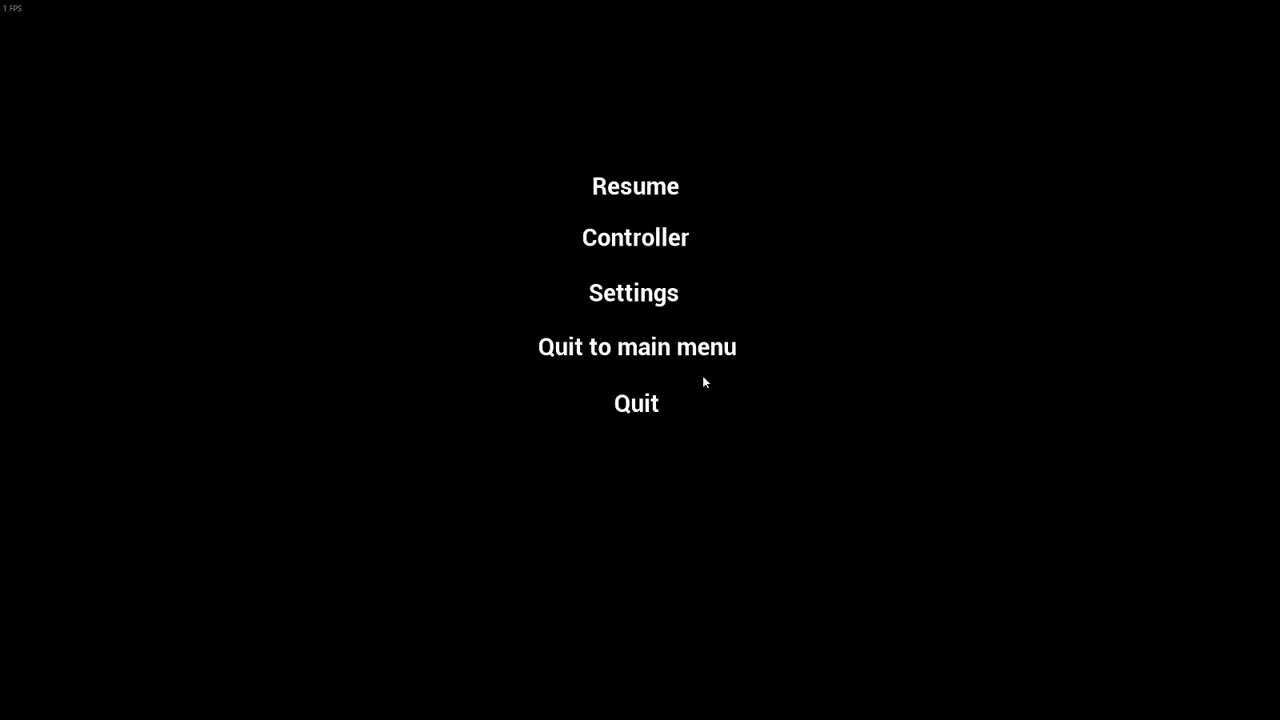 1 FPS
Resume
Controller
Settings
Quit to main menu
Quit